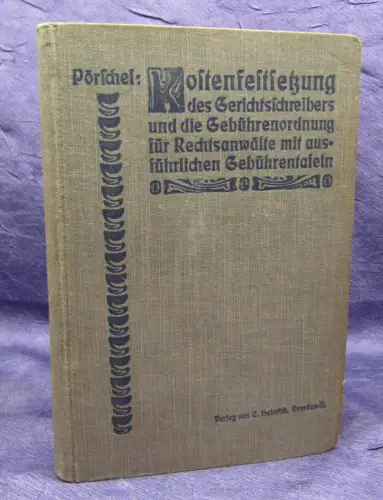 Pörschel: Kostenfestsetzung
des Gerichtsschreibers
und die Gebührenordnung
für Rechtsanwälte mit aus-
führlichen Gebührentafeln
Verlag von C. Heinrich, Dresden-N.